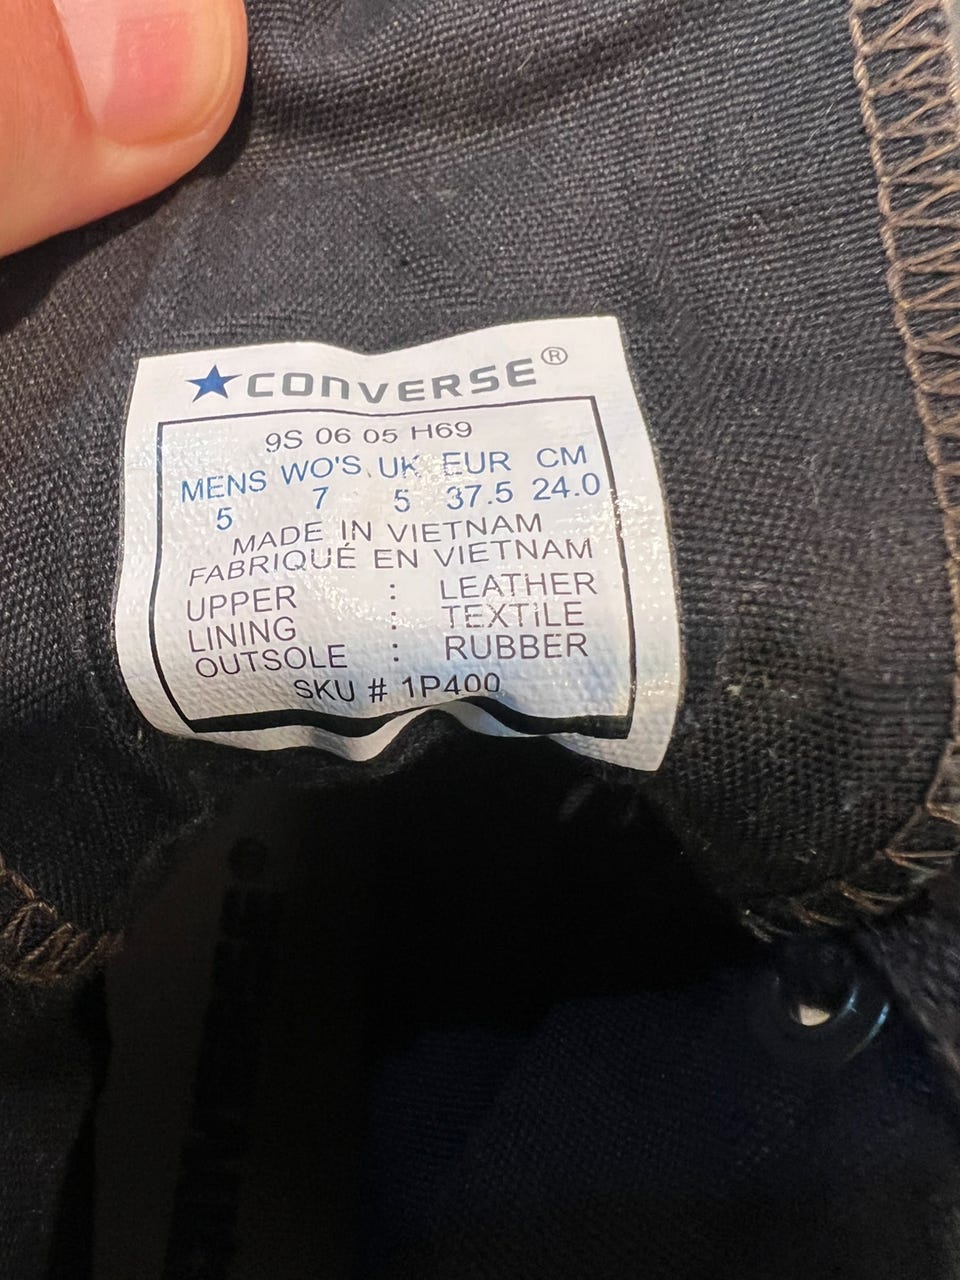 ★CONVERSE®
9S 06 05 H69
MENS WO'S UK EUR CM
5 7 5 37.5 24.0
MADE IN VIETNAM
FABRIQUÉ EN VIETNAM
UPPER : LEATHER
LINING : TEXTILE
OUTSOLE : RUBBER
SKU # 1P400